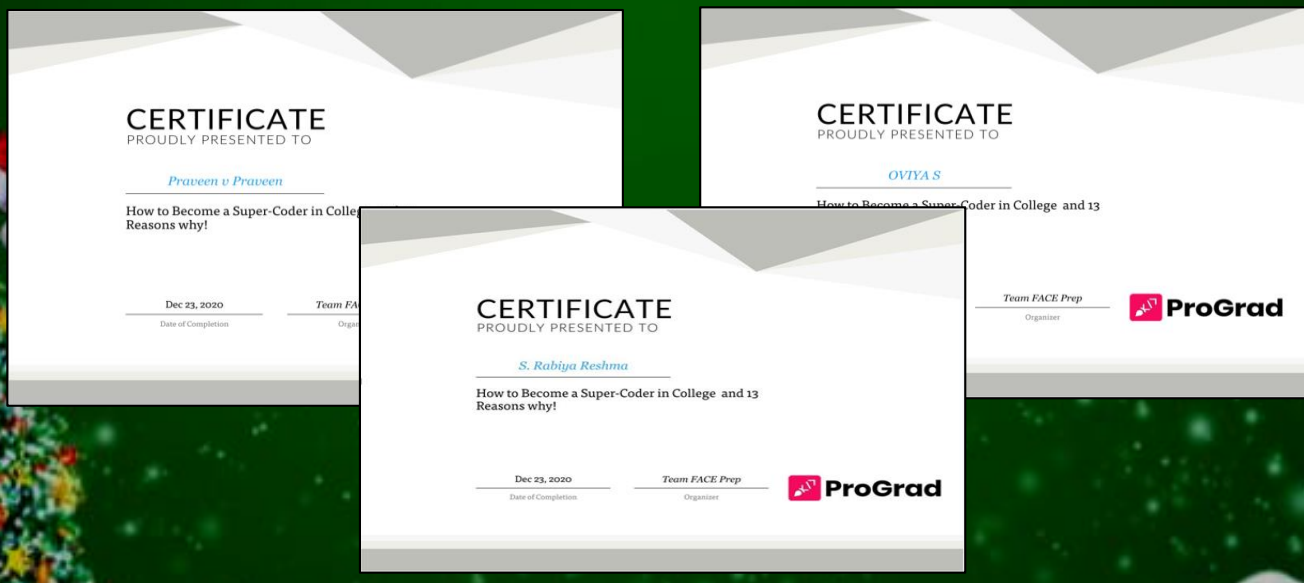 CERTIFICATE
PROUDLY PRESENTED TO
Praveen v Praveen
How to Become a Super-Coder in
Reasons why!
Dec 23, 2020
Team
Date of Completion
CERTIFICATE
PROUDLY PRESENTED TO
OVIYA S
How to Become a Super-Coder in College and 13
Team FACE Prep
Organizer
ProGrad
CERTIFICATE
PROUDLY PRESENTED TO
S. Rabiya Reshma
How to Become a Super-Coder in College and 13
Reasons why!
Dec 23, 2020
Team FACE Prep
Date of Completion
Organizer
ProGrad